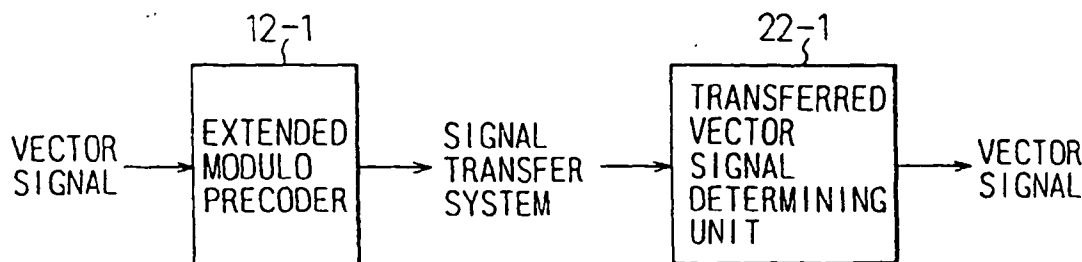 12-1
22-1
VECTOR
SIGNAL
EXTENDED
MODULO
PRECODER
SIGNAL
TRANSFER
SYSTEM
TRANSFERRED
VECTOR
SIGNAL
DETERMINING
UNIT
VECTOR
SIGNAL